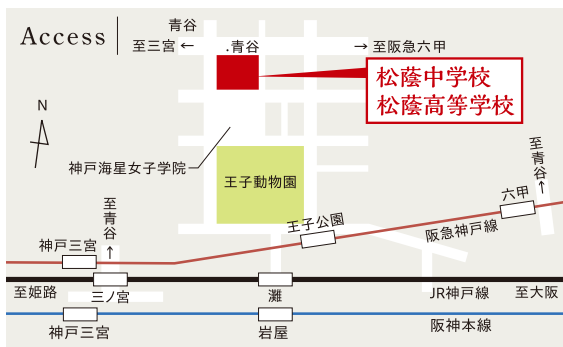 Access
青谷
至三宮 ←
.青谷
→ 至阪急六甲
松蔭中学校
松蔭高等学校
N
神戸海星女子学院
王子動物園
至青谷
→
至青谷
→
六甲
王子公園
阪急神戸線
神戸三宮
至姫路
三ノ宮
灘
JR神戸線
至大阪
神戸三宮
岩屋
阪神本線